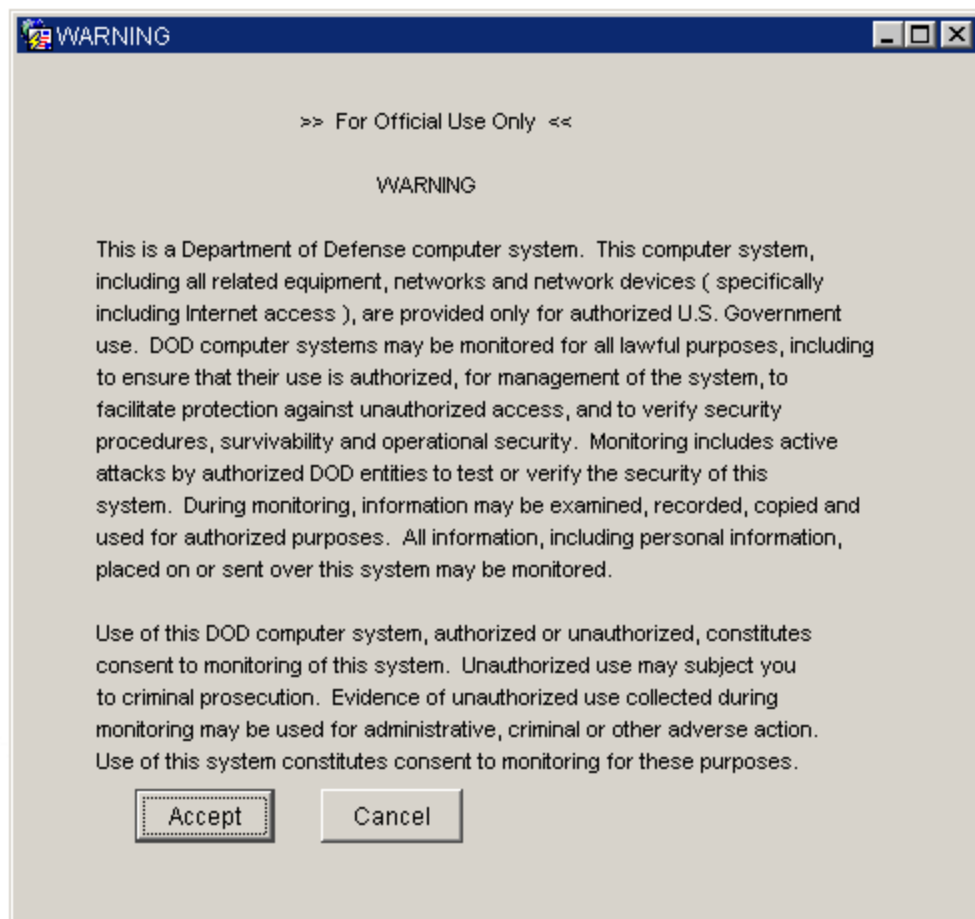 WARNING
>> For Official Use Only <<
WARNING
This is a Department of Defense computer system. This computer system,
including all related equipment, networks and network devices ( specifically
including Internet access ), are provided only for authorized U.S. Government
use. DOD computer systems may be monitored for all lawful purposes, including
to ensure that their use is authorized, for management of the system, to
facilitate protection against unauthorized access, and to verify security
procedures, survivability and operational security. Monitoring includes active
attacks by authorized DOD entities to test or verify the security of this
system. During monitoring, information may be examined, recorded, copied and
used for authorized purposes. All information, including personal information,
placed on or sent over this system may be monitored.
Use of this DOD computer system, authorized or unauthorized, constitutes
consent to monitoring of this system. Unauthorized use may subject you
to criminal prosecution. Evidence of unauthorized use collected during
monitoring may be used for administrative, criminal or other adverse action.
Use of this system constitutes consent to monitoring for these purposes.
Accept Cancel